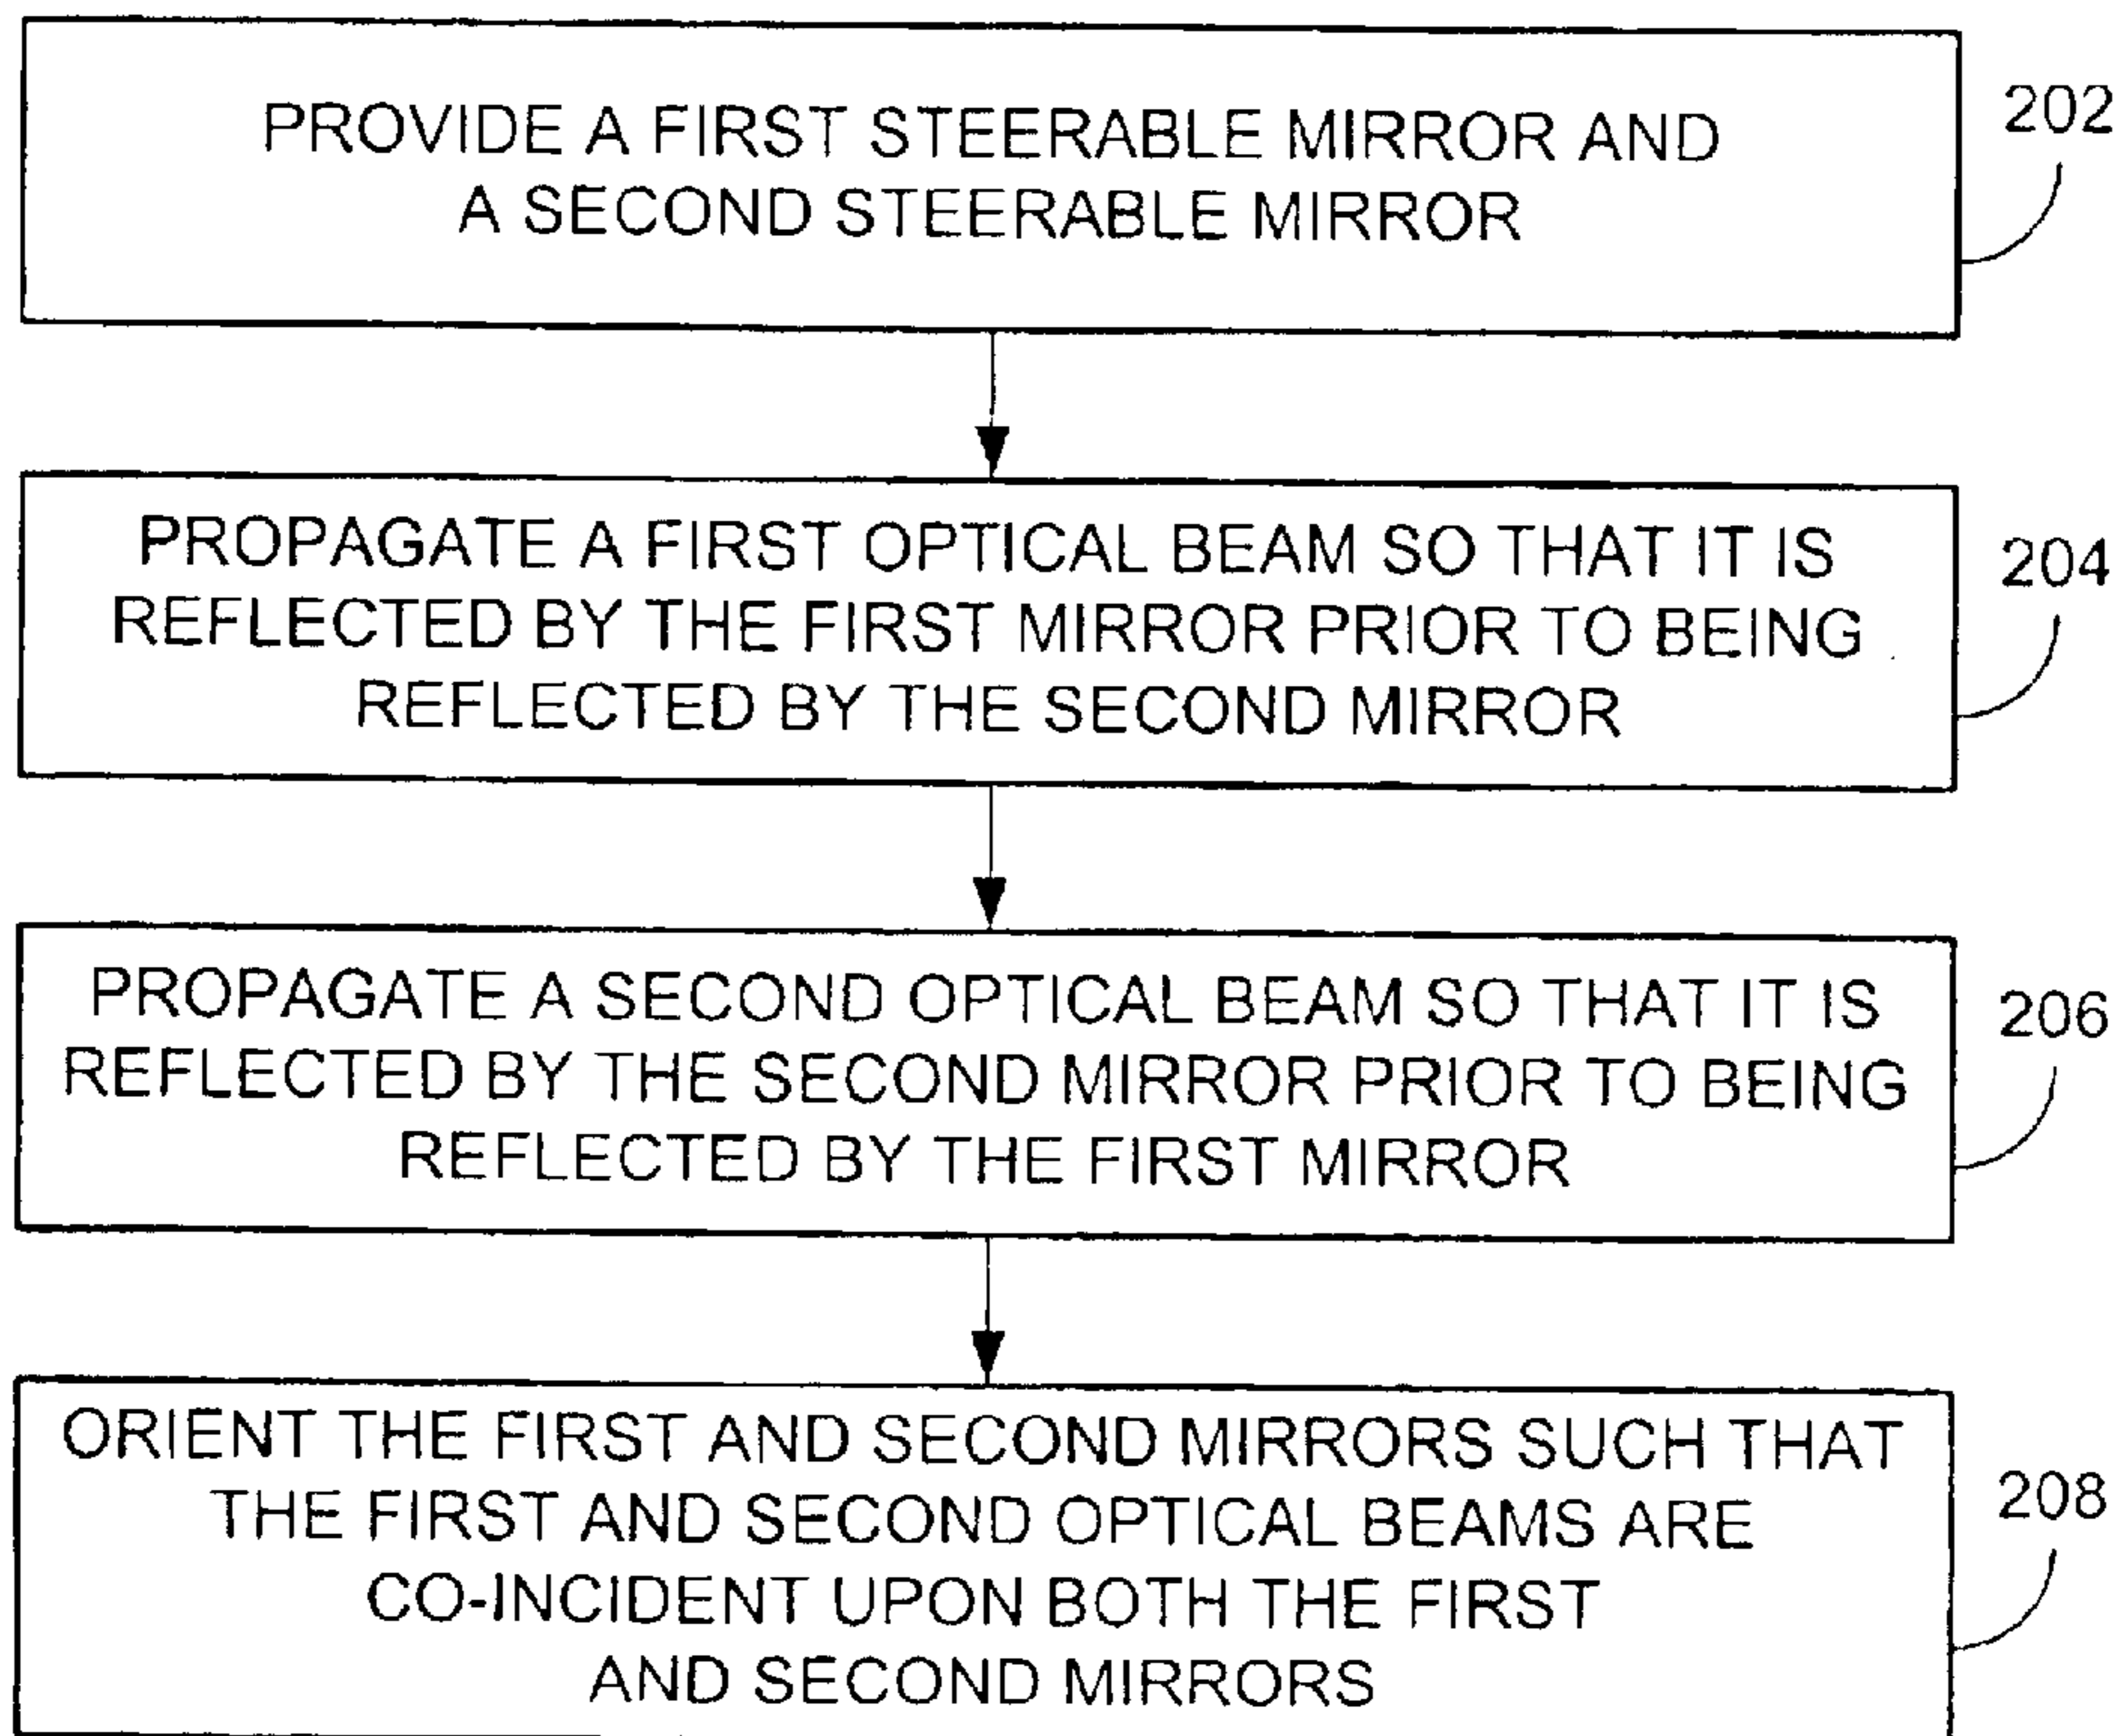 PROVIDE A FIRST STEERABLE MIRROR AND
A SECOND STEERABLE MIRROR
202
PROPAGATE A FIRST OPTICAL BEAM SO THAT IT IS
REFLECTED BY THE FIRST MIRROR PRIOR TO BEING
REFLECTED BY THE SECOND MIRROR
204
PROPAGATE A SECOND OPTICAL BEAM SO THAT IT IS
REFLECTED BY THE SECOND MIRROR PRIOR TO BEING
REFLECTED BY THE FIRST MIRROR
206
ORIENT THE FIRST AND SECOND MIRRORS SUCH THAT
THE FIRST AND SECOND OPTICAL BEAMS ARE
CO-INCIDENT UPON BOTH THE FIRST
AND SECOND MIRRORS
208